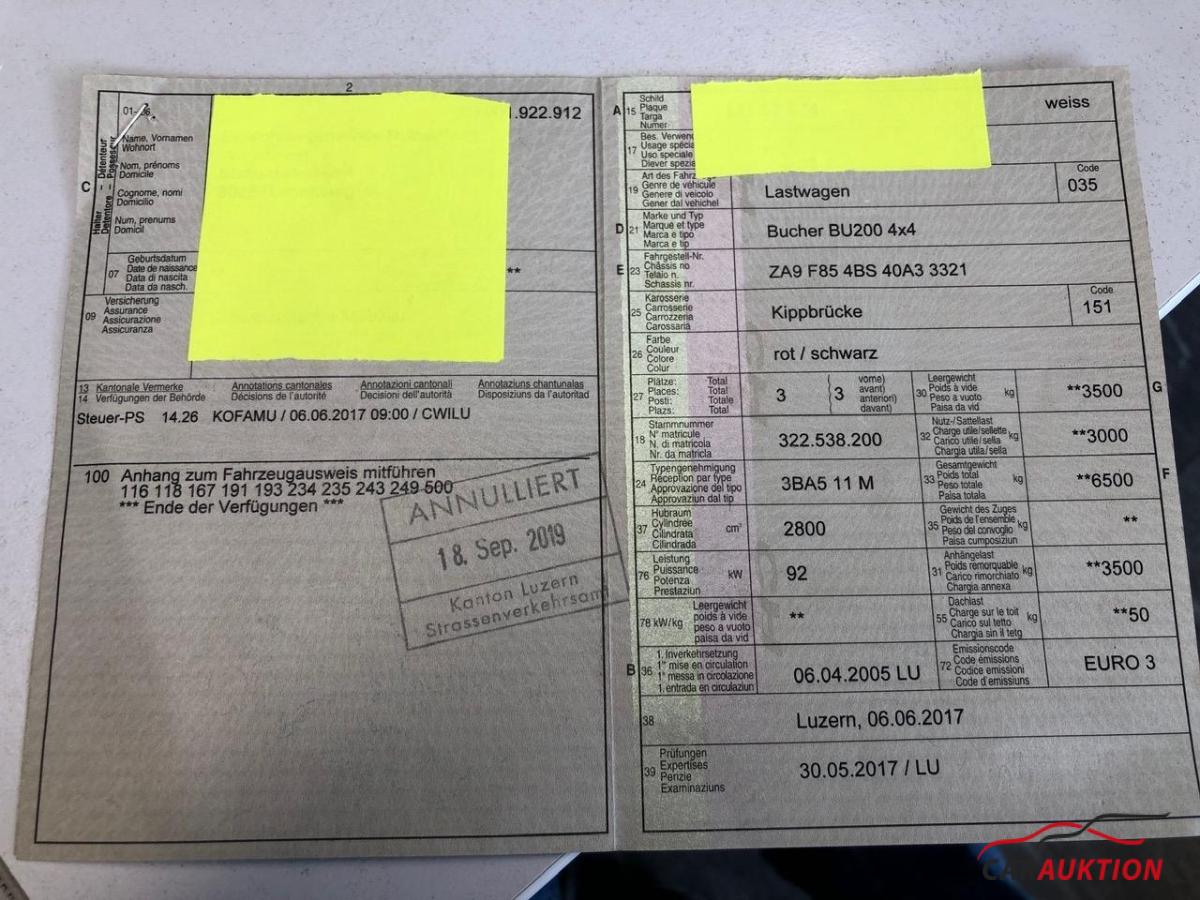 2
01-06
.922.912
C
Halter
Détenteur
Detentore
Possessur
Name, Vornamen
Wohnort
Nom, prénoms
Domicile
Cognome, nomi
Domicilio
Num, prenums
Domicil
07
Geburtsdatum
Date de naissance
Data di nascita
Data da nasch.
**
09
Versicherung
Assurance
Assicurazione
Assicuranza
13 Kantonale Vermerke Annotations cantonales Annotazioni cantonali Annotaziuns chantunalas
14 Verfügungen der Behörde Décisions de l'autorité Decisioni dell'autorità Disposiziuns da l'autoritad
Steuer-PS 14.26 KOFAMU / 06.06.2017 09:00 / CWILU
100 Anhang zum Fahrzeugausweis mitführen
116 118 167 191 193 234 235 243 249 500
*** Ende der Verfügungen ***
ANNULLIERT
18. Sep. 2019
Kanton Luzern
Strassenverkehrsamt
A 15
Schild
Plaque
Targa
Numer
weiss
17
Bes. Verwend
Usage spécia
Uso speciale
Diever spezia
19
Art des Fahrz
Genre de véhicule
Genere di veicolo
Gener dal vehichel
Lastwagen
Code
035
D 21
Marke und Typ
Marque et type
Marca e tipo
Marca e tip
Bucher BU200 4x4
E 23
Fahrgestell-Nr.
Châssis no
Telaio n.
Schassis nr.
ZA9 F85 4BS 40A3 3321
25
Karosserie
Carrosserie
Carrozzeria
Carossaria
Kippbrücke
Code
151
26
Farbe
Couleur
Colore
Colur
rot / schwarz
27
Plätze: Total
Places: Total
Posti: Totale
Plazs: Total
3
3
vorne)
avant)
anteriori)
davant)
30
Leergewicht
Poids à vide
Peso a vuoto
Paisa da vid
kg
**3500
G
18
Stammnummer
N° matricule
N. di matricola
Nr. da matricla
322.538.200
32
Nutz-/Sattellast
Charge utile/sellette
Carico utile/sella
Chargia utila/sella
kg
**3000
24
Typengenehmigung
Réception par type
Approvazione del tipo
Approvaziun dal tip
3BA5 11 M
33
Gesamtgewicht
Poids total
Peso totale
Paisa totala
kg
**6500
F
37
Hubraum
Cylindrée
Cilindrata
Cilindrada
cm³
2800
35
Gewicht des Zuges
Poids de l'ensemble
Peso del convoglio
Paisa cumposiziun
kg
**
76
Leistung
Puissance
Potenza
Prestaziun
kW
92
31
Anhängelast
Poids remorquable
Carico rimorchiato
Chargia annexa
kg
**3500
78 kW/kg
Leergewicht
poids à vide
peso a vuoto
paisa da vid
**
55
Dachlast
Charge sur le toit
Carico sul tetto
Chargia sin il tetg
kg
**50
B 36
1. Inverkehrsetzung
1re mise en circulation
1a messa in circolazione
1. entrada en circulaziun
06.04.2005 LU
72
Emissionscode
Code émissions
Codice emissioni
Code d'emissiuns
EURO 3
38
Luzern, 06.06.2017
39
Prüfungen
Expertises
Perizie
Examinaziuns
30.05.2017 / LU
CARAUKTION